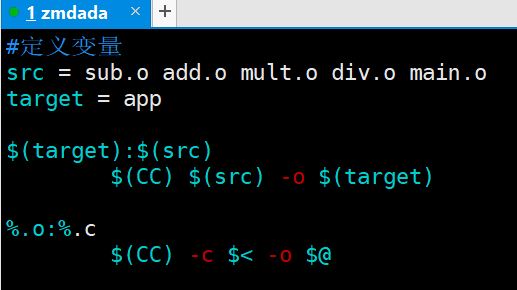 1 zmdada × +
#定义变量
src = sub.o add.o mult.o div.o main.o
target = app
$(target):$(src)
$(CC) $(src) -o $(target)
%.o:%.c
$(CC) -c $< -o $@